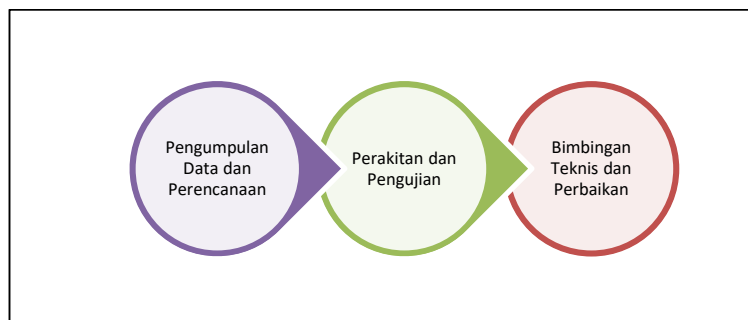 Pengumpulan
Data dan
Perencanaan
Perakitan dan
Pengujian
Bimbingan
Teknis dan
Perbaikan